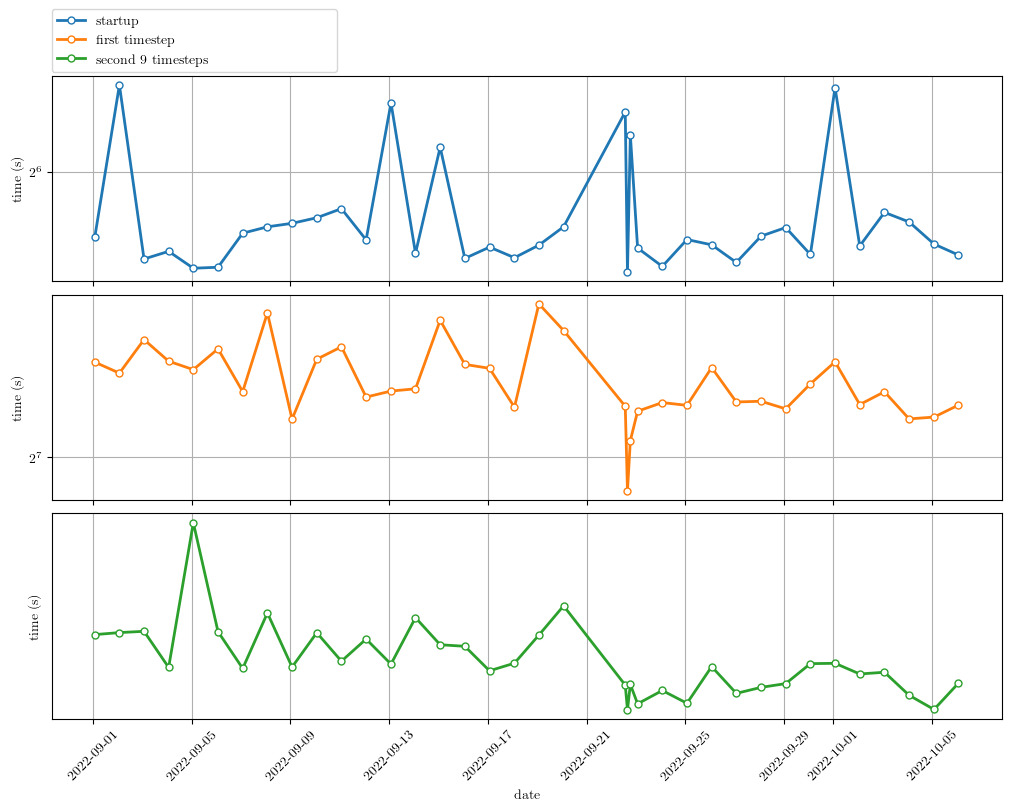 startup
first timestep
second 9 timesteps
time (s)
2^6
time (s)
2^7
time (s)
2022-09-01
2022-09-05
2022-09-09
2022-09-13
2022-09-17
2022-09-21
2022-09-25
2022-09-29
2022-10-01
2022-10-05
date